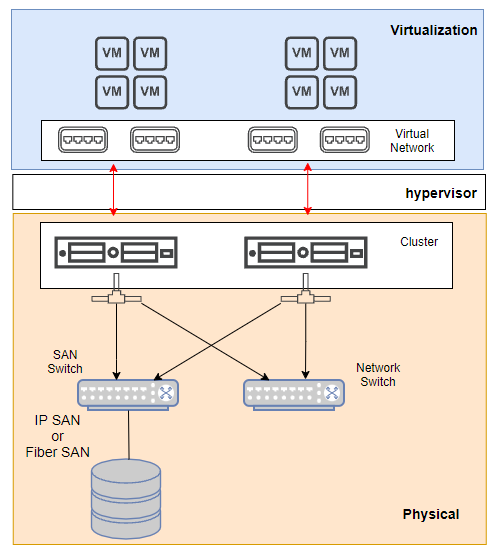 Virtualization
VM VM VM VM
VM VM VM VM
Virtual
Network
hypervisor
Cluster
SAN
Switch
Network
Switch
IP SAN
or
Fiber SAN
Physical